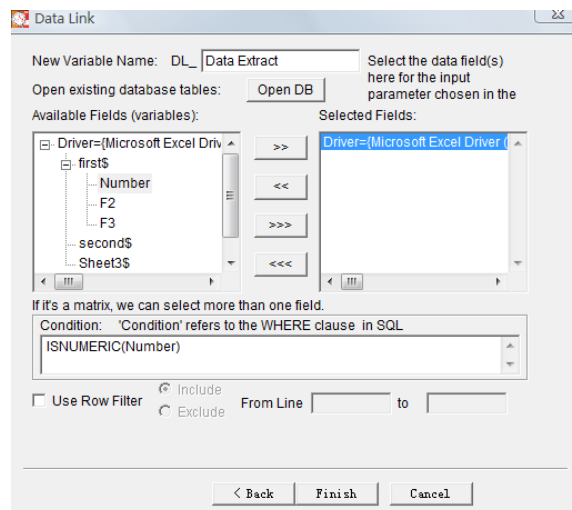 Data Link
New Variable Name: DL_ Data Extract
Select the data field(s)
here for the input
parameter chosen in the
Open existing database tables: Open DB
Available Fields (variables):
Selected Fields:
Driver={Microsoft Excel Driv
first$
Number
F2
F3
second$
Sheet3$
>>
<<
>>>
<<<
Driver={Microsoft Excel Driver (
If it's a matrix, we can select more than one field.
Condition: 'Condition' refers to the WHERE clause in SQL
ISNUMERIC(Number)
Use Row Filter
Include
Exclude
From Line to
< Back Finish Cancel